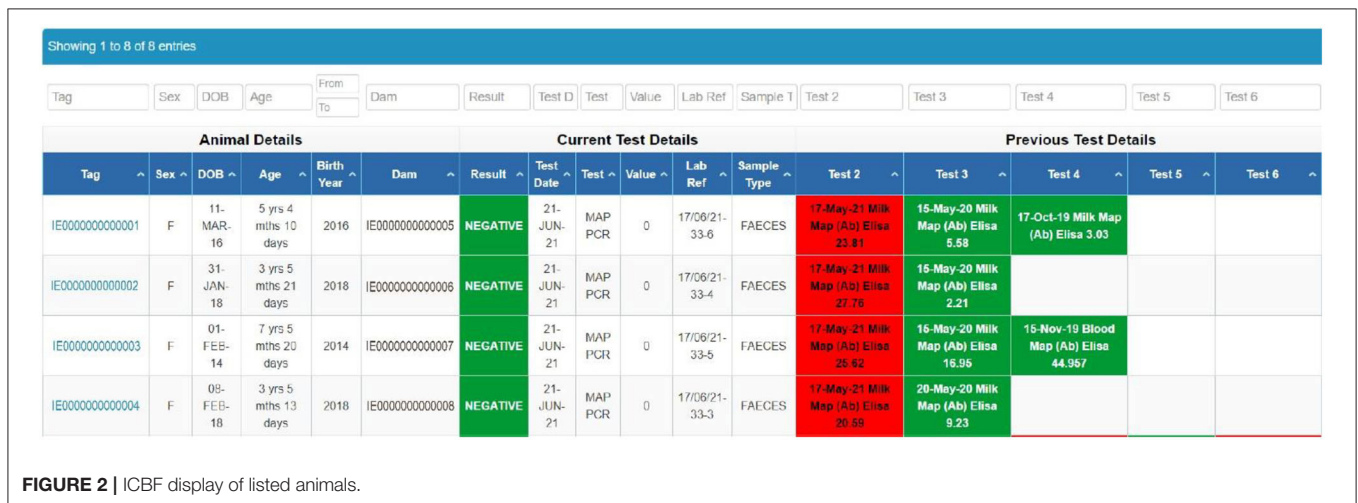 Showing 1 to 8 of 8 entries
From
Tag Sex DOB Age Dam Result Test D Test Value Lab Ref Sample T Test 2 Test 3 Test 4 Test 5 Test 6
To
Animal Details Current Test Details Previous Test Details
Tag Sex DOB Age Birth Year Dam Result Test Date Test Value Lab Ref Sample Type Test 2 Test 3 Test 4 Test 5 Test 6
IE0000000000001 F 11-MAR-16 5 yrs 4 mths 10 days 2016 IE0000000000005 NEGATIVE 21-JUN-21 MAP PCR 0 17/06/21-33-6 FAECES 17-May-21 Milk Map (Ab) Elisa 23.81 15-May-20 Milk Map (Ab) Elisa 5.58 17-Oct-19 Milk Map (Ab) Elisa 3.03
IE0000000000002 F 31-JAN-18 3 yrs 5 mths 21 days 2018 IE0000000000006 NEGATIVE 21-JUN-21 MAP PCR 0 17/06/21-33-4 FAECES 17-May-21 Milk Map (Ab) Elisa 27.76 15-May-20 Milk Map (Ab) Elisa 2.21
IE0000000000003 F 01-FEB-14 7 yrs 5 mths 20 days 2014 IE0000000000007 NEGATIVE 21-JUN-21 MAP PCR 0 17/06/21-33-5 FAECES 17-May-21 Milk Map (Ab) Elisa 25.62 15-May-20 Milk Map (Ab) Elisa 16.95 15-Nov-19 Blood Map (Ab) Elisa 44.957
IE0000000000004 F 08-FEB-18 3 yrs 5 mths 13 days 2018 IE0000000000008 NEGATIVE 21-JUN-21 MAP PCR 0 17/06/21-33-3 FAECES 17-May-21 Milk Map (Ab) Elisa 20.59 20-May-20 Milk Map (Ab) Elisa 9.23
FIGURE 2 | ICBF display of listed animals.